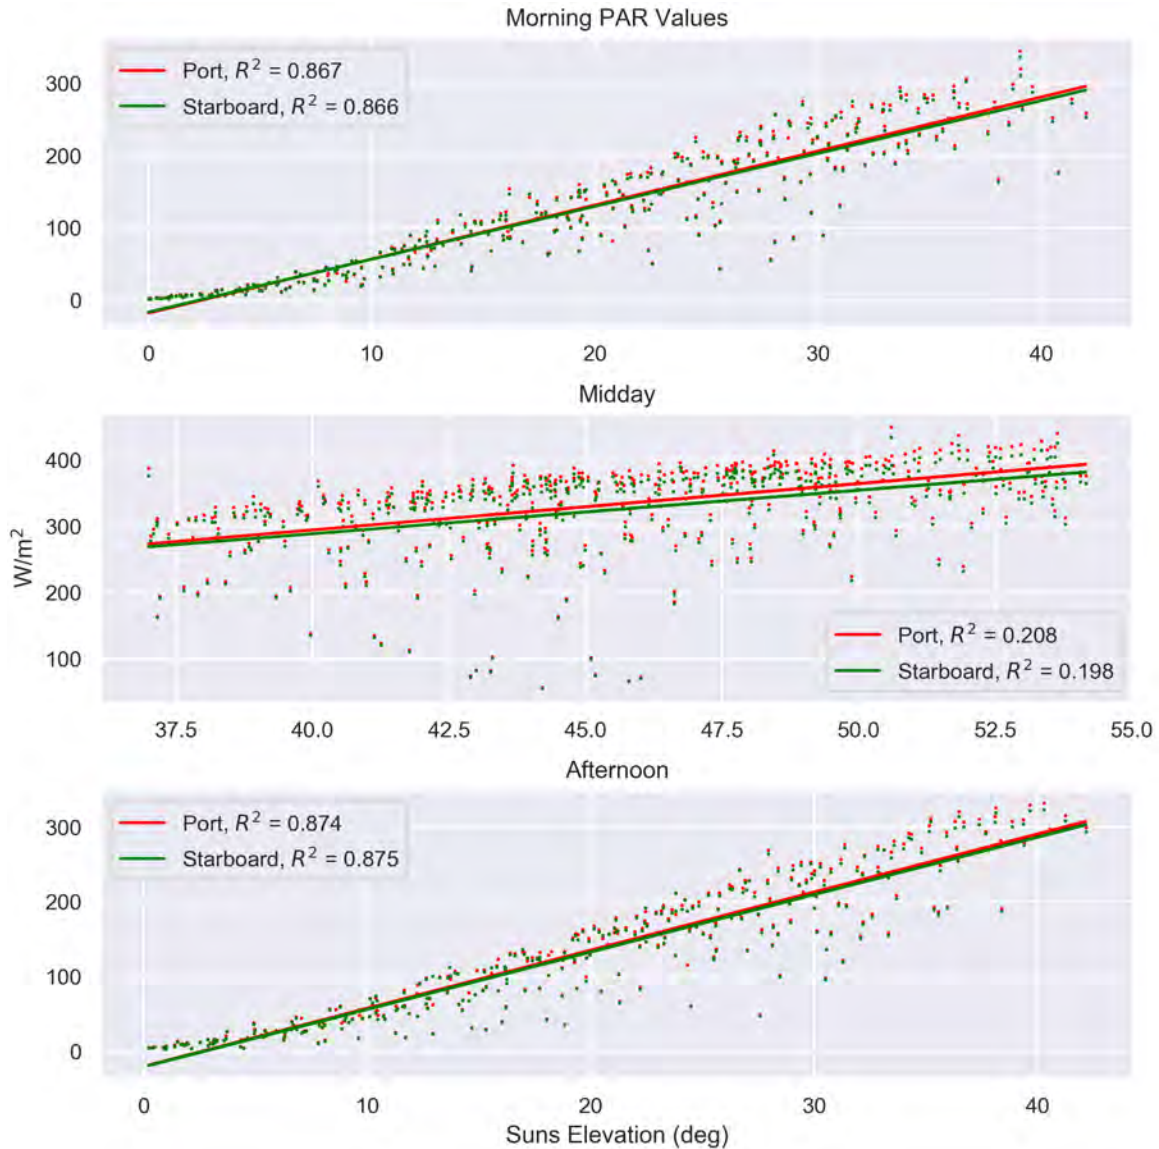 Morning PAR Values
Port, R² = 0.867
Starboard, R² = 0.866
300
200
100
0
0 10 20 30 40
Midday
W/m²
400
300
200
100
Port, R² = 0.208
Starboard, R² = 0.198
37.5 40.0 42.5 45.0 47.5 50.0 52.5 55.0
Afternoon
Port, R² = 0.874
Starboard, R² = 0.875
300
200
100
0
0 10 20 30 40
Suns Elevation (deg)